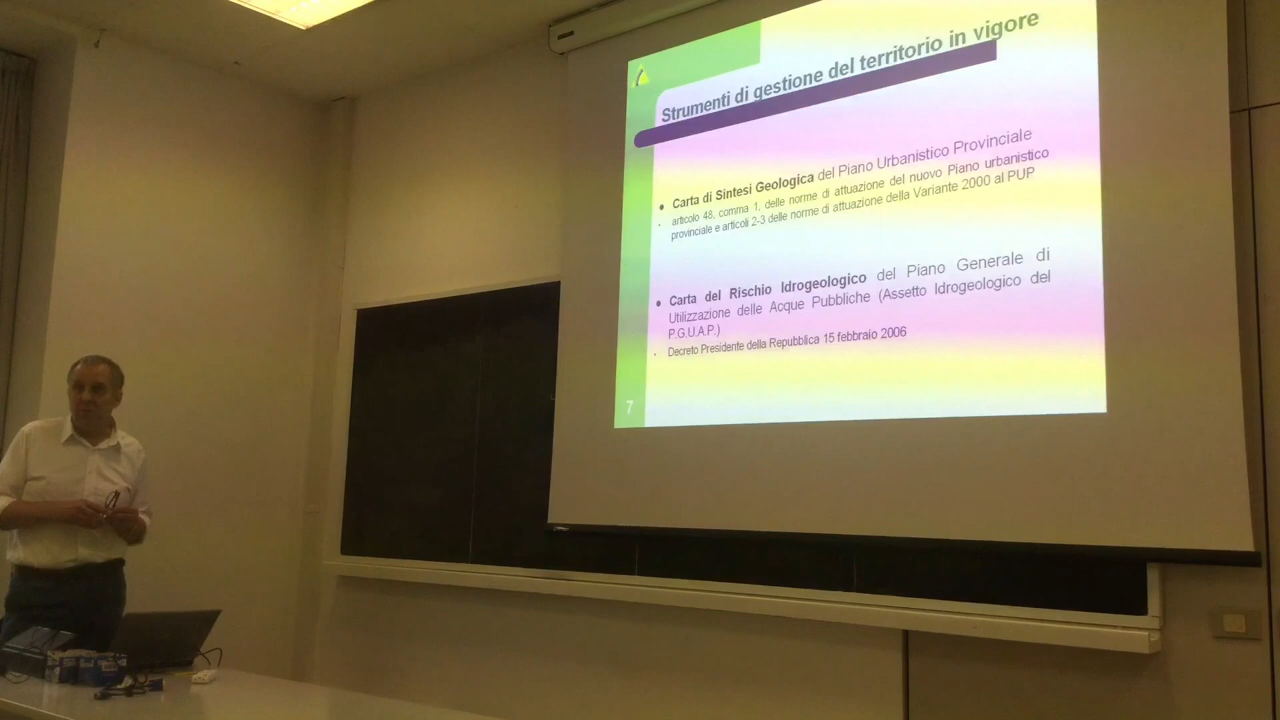 Strumenti di gestione del territorio in vigore
• Carta di Sintesi Geologica del Piano Urbanistico Provinciale
• articolo 48, comma 1, delle norme di attuazione del nuovo Piano urbanistico
provinciale e articoli 2-3 delle norme di attuazione della Variante 2000 al PUP
• Carta del Rischio Idrogeologico del Piano Generale di
Utilizzazione delle Acque Pubbliche (Assetto Idrogeologico del
P.G.U.A.P.)
• Decreto Presidente della Repubblica 15 febbraio 2006
7